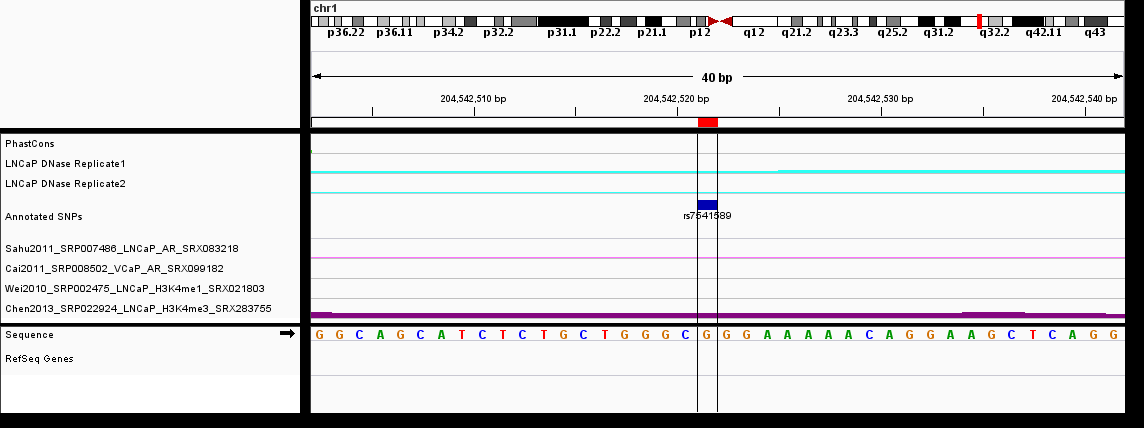 chr1
p36.22 p36.11 p34.2 p32.2 p31.1 p22.2 p21.1 p12 q12 q21.2 q23.3 q25.2 q31.2 q32.2 q42.11 q43
40 bp
204,542,510 bp 204,542,520 bp 204,542,530 bp 204,542,540 bp
PhastCons
LNCaP DNase Replicate1
LNCaP DNase Replicate2
Annotated SNPs
rs7541589
Sahu2011_SRP007486_LNCaP_AR_SRX083218
Cai2011_SRP008502_VCaP_AR_SRX099182
Wei2010_SRP002475_LNCaP_H3K4me1_SRX021803
Chen2013_SRP022924_LNCaP_H3K4me3_SRX283755
Sequence G G C A G C A T C T C T G C T G G G C G G G A A A A A C A G G A A G C T C A G G
RefSeq Genes